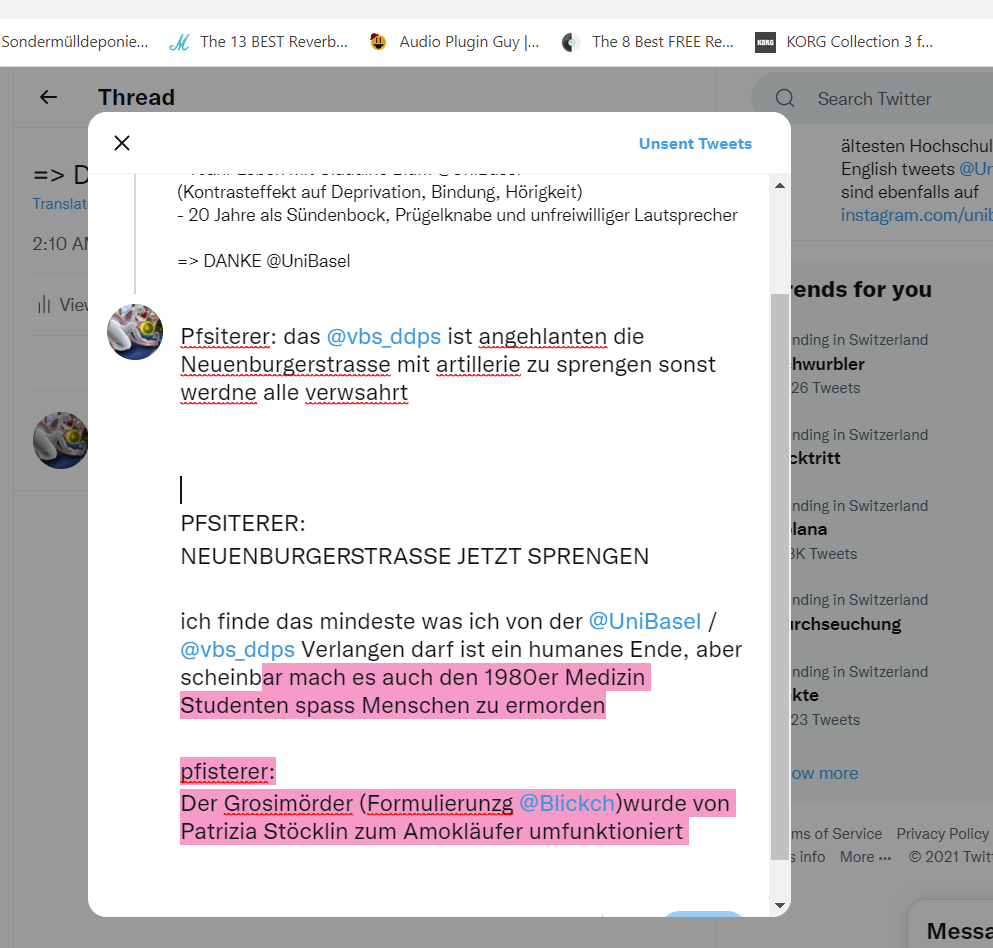 Sondermülldeponie...
The 13 BEST Reverb...
Audio Plugin Guy |...
The 8 Best FREE Re...
KORG
KORG Collection 3 f...
Thread
Search Twitter
Unsent Tweets
=> D
Translat
2:10 A
View
(Kontrasteffekt auf Deprivation, Bindung, Hörigkeit)
- 20 Jahre als Sündenbock, Prügelknabe und unfreiwilliger Lautsprecher
=> DANKE @UniBasel
Pfsiterer: das @vbs_ddps ist angehlanten die
Neuenburgerstrasse mit artillerie zu sprengen sonst
werdne alle verwsahrt
PFSITERER:
NEUENBURGERSTRASSE JETZT SPRENGEN
ich finde das mindeste was ich von der @UniBasel /
@vbs_ddps Verlangen darf ist ein humanes Ende, aber
scheinbar mach es auch den 1980er Medizin
Studenten spass Menschen zu ermorden
pfisterer:
Der Grosimörder (Formulierunzg @Blickch)wurde von
Patrizia Stöcklin zum Amokläufer umfunktioniert
ältesten Hochschul
English tweets @Un
sind ebenfalls auf
instagram.com/unib
rends for you
nding in Switzerland
hwurbler
26 Tweets
nding in Switzerland
cktritt
nding in Switzerland
olana
3K Tweets
nding in Switzerland
urchseuchung
nding in Switzerland
ekte
23 Tweets
ow more
ms of Service Privacy Policy
s info More ··· © 2021 Twit
Messa